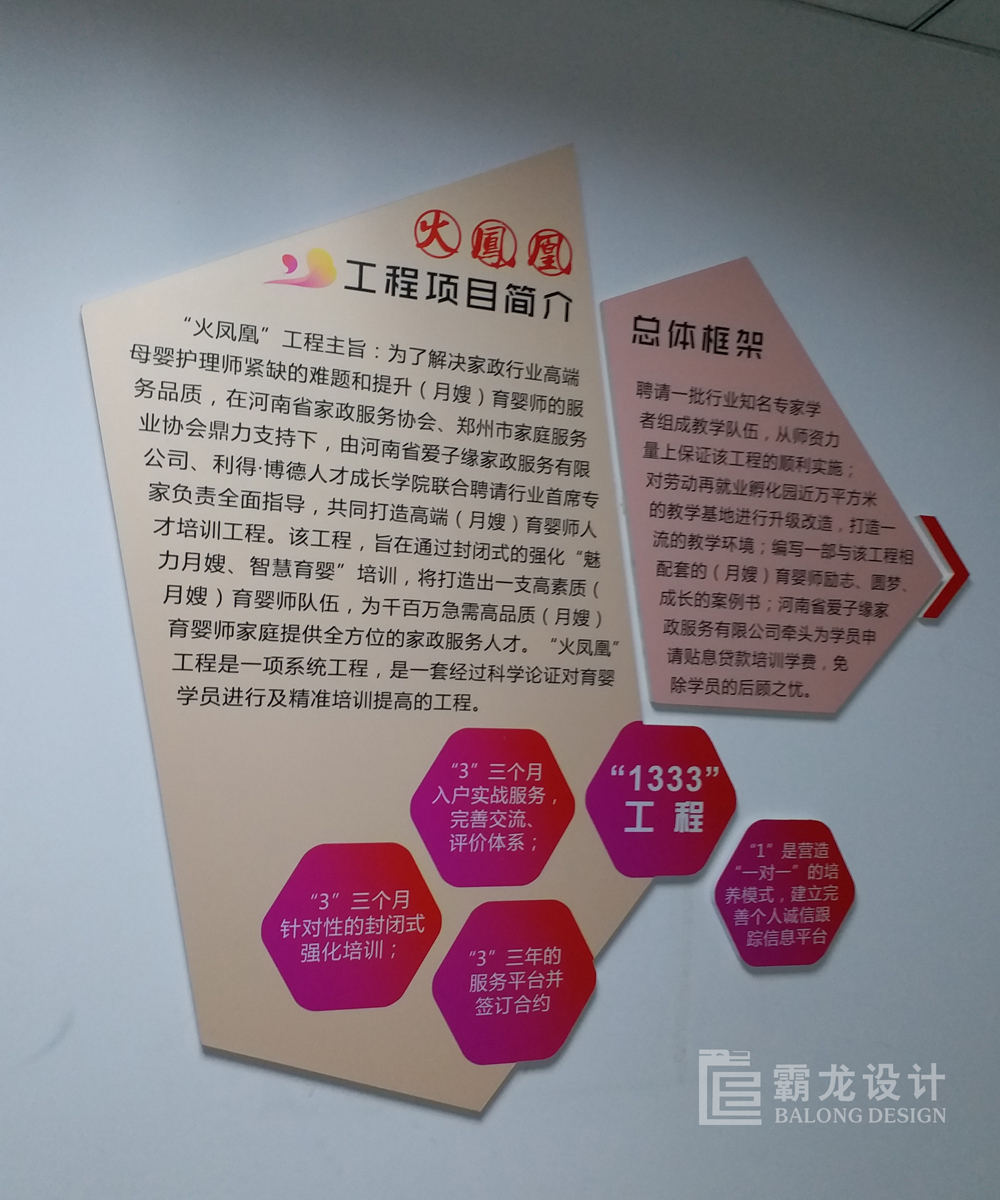 火鳳凰
工程项目简介
“火凤凰”工程主旨：为了解决家政行业高端
母婴护理师紧缺的难题和提升（月嫂）育婴师的服
务品质，在河南省家政服务协会、郑州市家庭服务
业协会鼎力支持下，由河南省爱子缘家政服务有限
公司、利得·博德人才成长学院联合聘请行业首席专
家负责全面指导，共同打造高端（月嫂）育婴师人
才培训工程。该工程，旨在通过封闭式的强化“魅
力月嫂、智慧育婴”培训，将打造出一支高素质（
月嫂）育婴师队伍，为千百万急需高品质（月嫂）
育婴师家庭提供全方位的家政服务人才。“火凤凰”
工程是一项系统工程，是一套经过科学论证对育婴
学员进行及精准培训提高的工程。
总体框架
聘请一批行业知名专家学
者组成教学队伍，从师资力
量上保证该工程的顺利实施；
对劳动再就业孵化园近万平方米
的教学基地进行升级改造，打造一
流的教学环境；编写一部与该工程相
配套的（月嫂）育婴师励志、圆梦、
成长的案例书；河南省爱子缘家
政服务有限公司牵头为学员申
请贴息贷款培训学费，免
除学员的后顾之忧。
“1333”
工程
“1”是营造
“一对一”的培
养模式，建立完
善个人诚信跟
踪信息平台
“3”三个月
入户实战服务，
完善交流、
评价体系；
“3”三个月
针对性的封闭式
强化培训；
“3”三年的
服务平台并
签订合约
霸龙设计
BALONG DESIGN